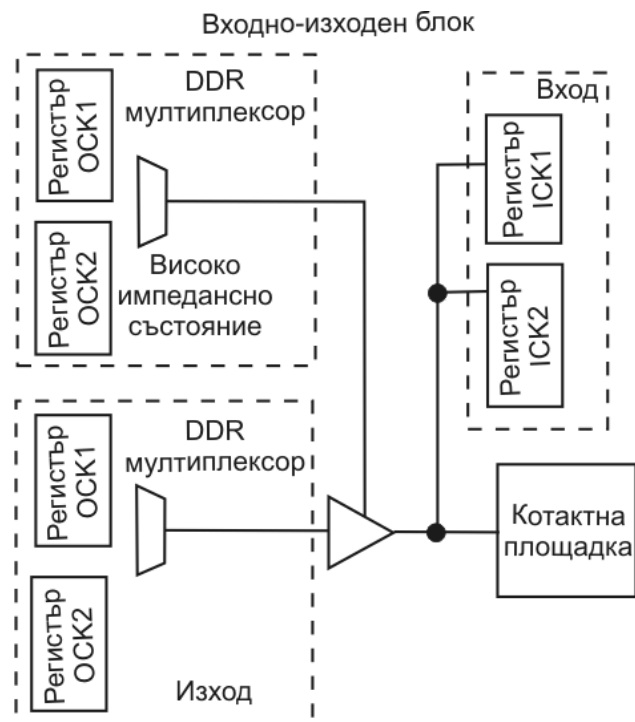 Входно-изходен блок
Регистър
OCK1
DDR
мултиплексор
Регистър
OCK2
Високо
импедансно
състояние
Вход
Регистър
ICK1
Регистър
ICK2
Регистър
OCK1
DDR
мултиплексор
Регистър
OCK2
Изход
Котактна
площадка